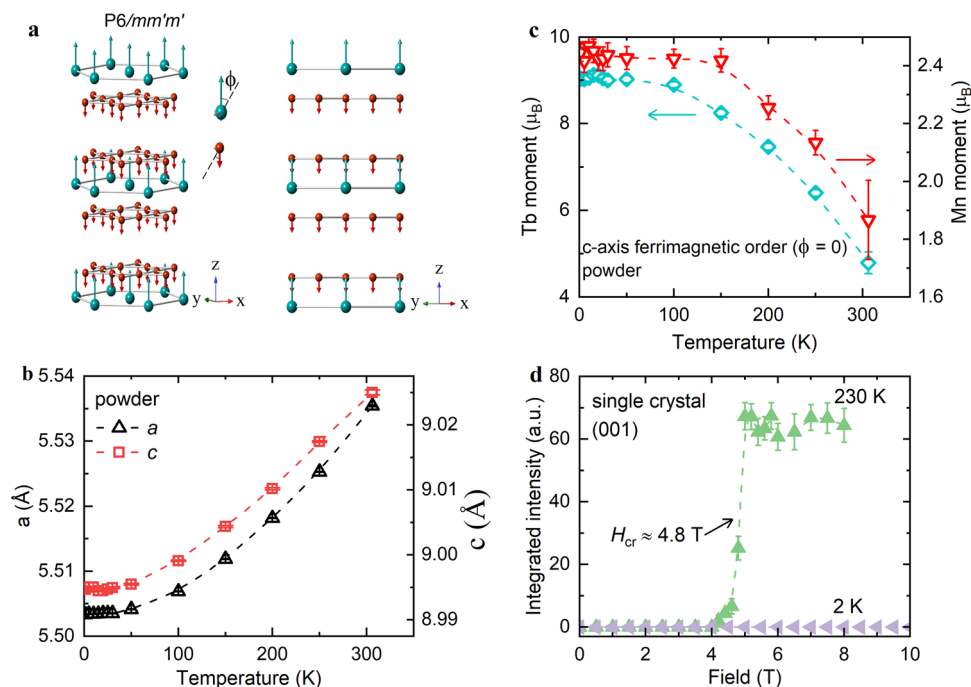 a
P6/mm'm'
ϕ
z
y
x
z
y
x
b
powder
a
c
a (Å)
5.54
5.53
5.52
5.51
5.50
c (Å)
9.02
9.01
9.00
8.99
0
100
200
300
Temperature (K)
c
Tb moment (μB)
10
8
6
4
Mn moment (μB)
2.4
2.2
2.0
1.8
1.6
c-axis ferrimagnetic order (ϕ = 0)
powder
0
100
200
300
Temperature (K)
d
Integrated intensity (a.u.)
80
60
40
20
0
single crystal
(001)
230 K
Hcr ≈ 4.8 T
2 K
0
2
4
6
8
10
Field (T)